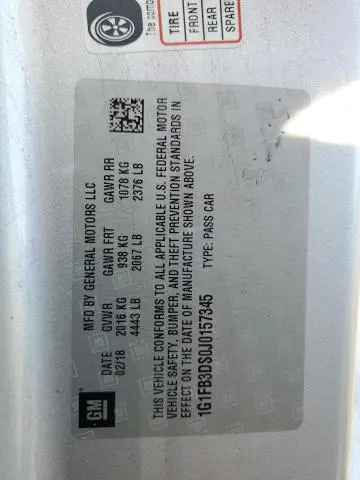 The comb
TIRE
FRONT
REAR
SPARE
MFD BY GENERAL MOTORS LLC
DATE GVWR GAWR FRT GAWR RR
02/18 2016 KG 938 KG 1078 KG
4443 LB 2067 LB 2376 LB
GM
THIS VEHICLE CONFORMS TO ALL APPLICABLE U.S. FEDERAL MOTOR
VEHICLE SAFETY, BUMPER, AND THEFT PREVENTION STANDARDS IN
EFFECT ON THE DATE OF MANUFACTURE SHOWN ABOVE.
1G1FB3DS0J0157345 TYPE: PASS CAR